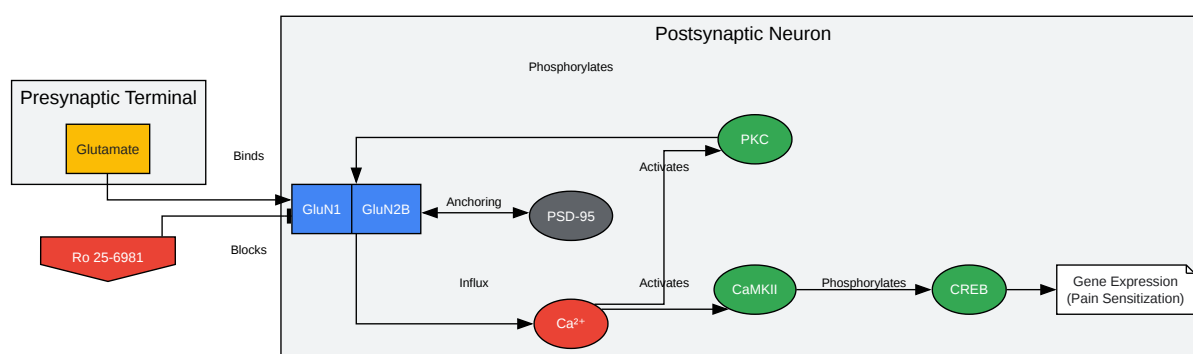 Postsynaptic Neuron
Phosphorylates
Presynaptic Terminal
Glutamate
PKC
Binds
Activates
GluN1
GluN2B
Anchoring
PSD-95
Blocks
Ro 25-6981
Influx
Activates
CaMKII
Phosphorylates
CREB
Gene Expression
(Pain Sensitization)
Ca²⁺